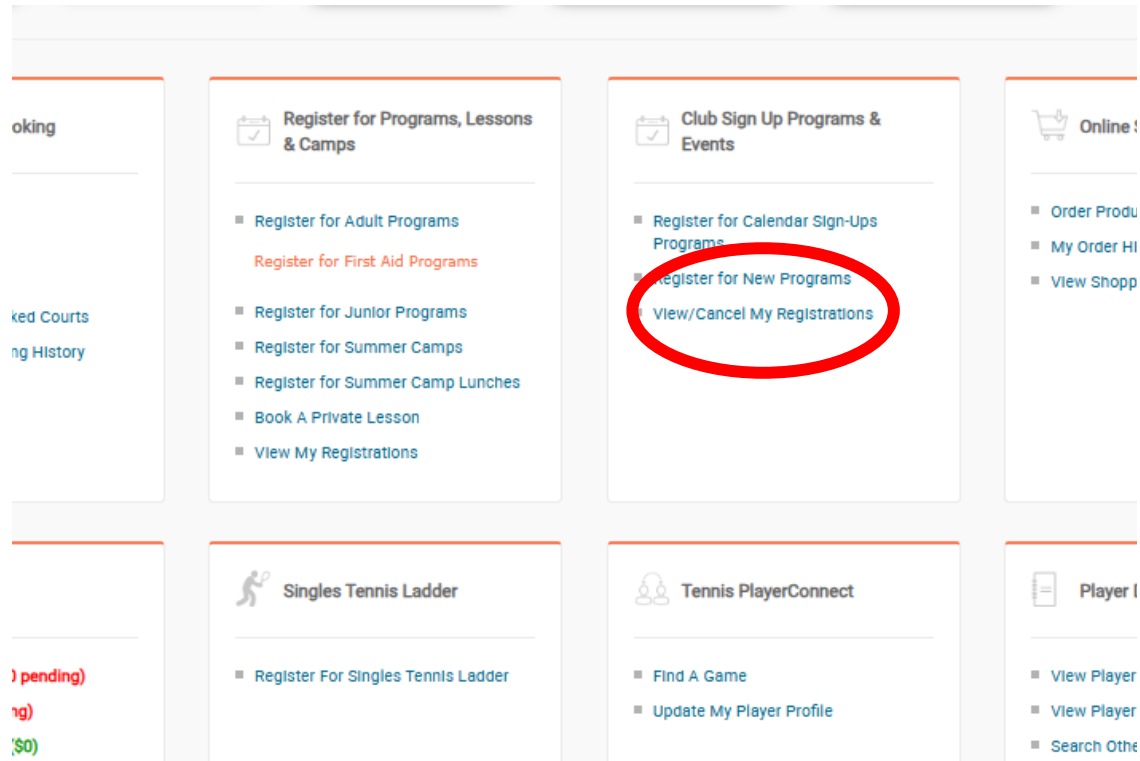 oking
ked Courts
ng History
Register for Programs, Lessons
& Camps
Register for Adult Programs
Register for First Aid Programs
Register for Junior Programs
Register for Summer Camps
Register for Summer Camp Lunches
Book A Private Lesson
View My Registrations
Club Sign Up Programs &
Events
Register for Calendar Sign-Ups
Programs
Register for New Programs
View/Cancel My Registrations
Online S
Order Produ
My Order Hi
View Shopp
0 pending)
ng)
($0)
Singles Tennis Ladder
Register For Singles Tennis Ladder
Tennis PlayerConnect
Find A Game
Update My Player Profile
Player D
View Player
View Player
Search Othe